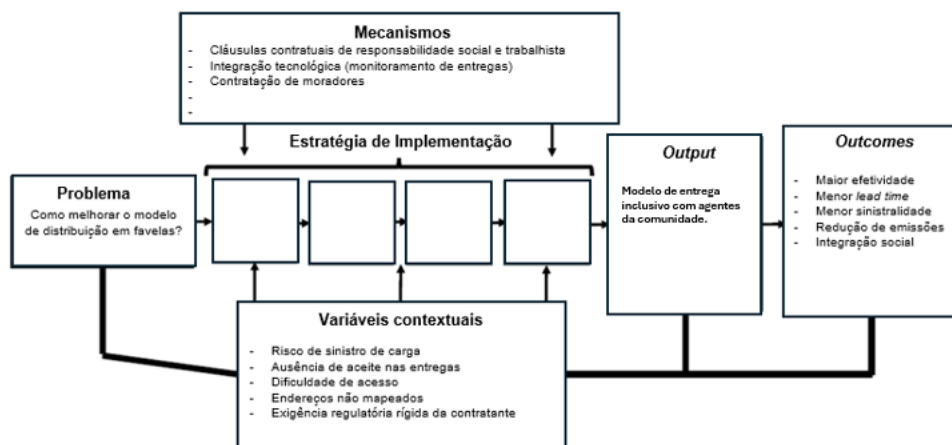 Mecanismos
- Cláusulas contratuais de responsabilidade social e trabalhista
- Integração tecnológica (monitoramento de entregas)
- Contratação de moradores
-
-
Estratégia de Implementação
Problema
Como melhorar o modelo
de distribuição em favelas?
Output
Modelo de entrega
inclusivo com agentes
da comunidade.
Outcomes
- Maior efetividade
- Menor lead time
- Menor sinistralidade
- Redução de emissões
- Integração social
Variáveis contextuais
- Risco de sinistro de carga
- Ausência de aceite nas entregas
- Dificuldade de acesso
- Endereços não mapeados
- Exigência regulatória rígida da contratante